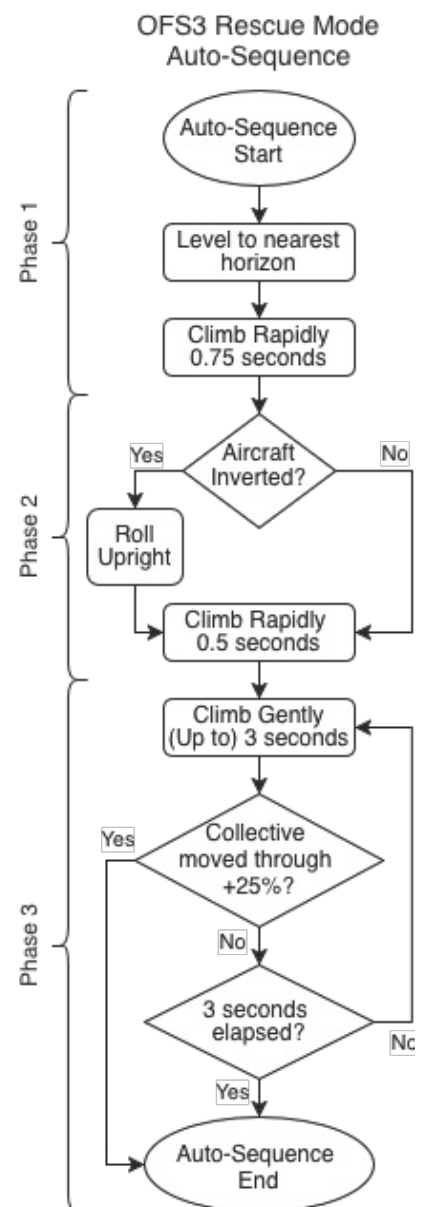 OFS3 Rescue Mode
Auto-Sequence
Phase 1
Auto-Sequence
Start
Level to nearest
horizon
Climb Rapidly
0.75 seconds
Phase 2
Aircraft
Inverted?
Yes
No
Roll
Upright
Climb Rapidly
0.5 seconds
Phase 3
Climb Gently
(Up to) 3 seconds
Collective
moved through
+25%?
Yes
No
3 seconds
elapsed?
No
Yes
Auto-Sequence
End